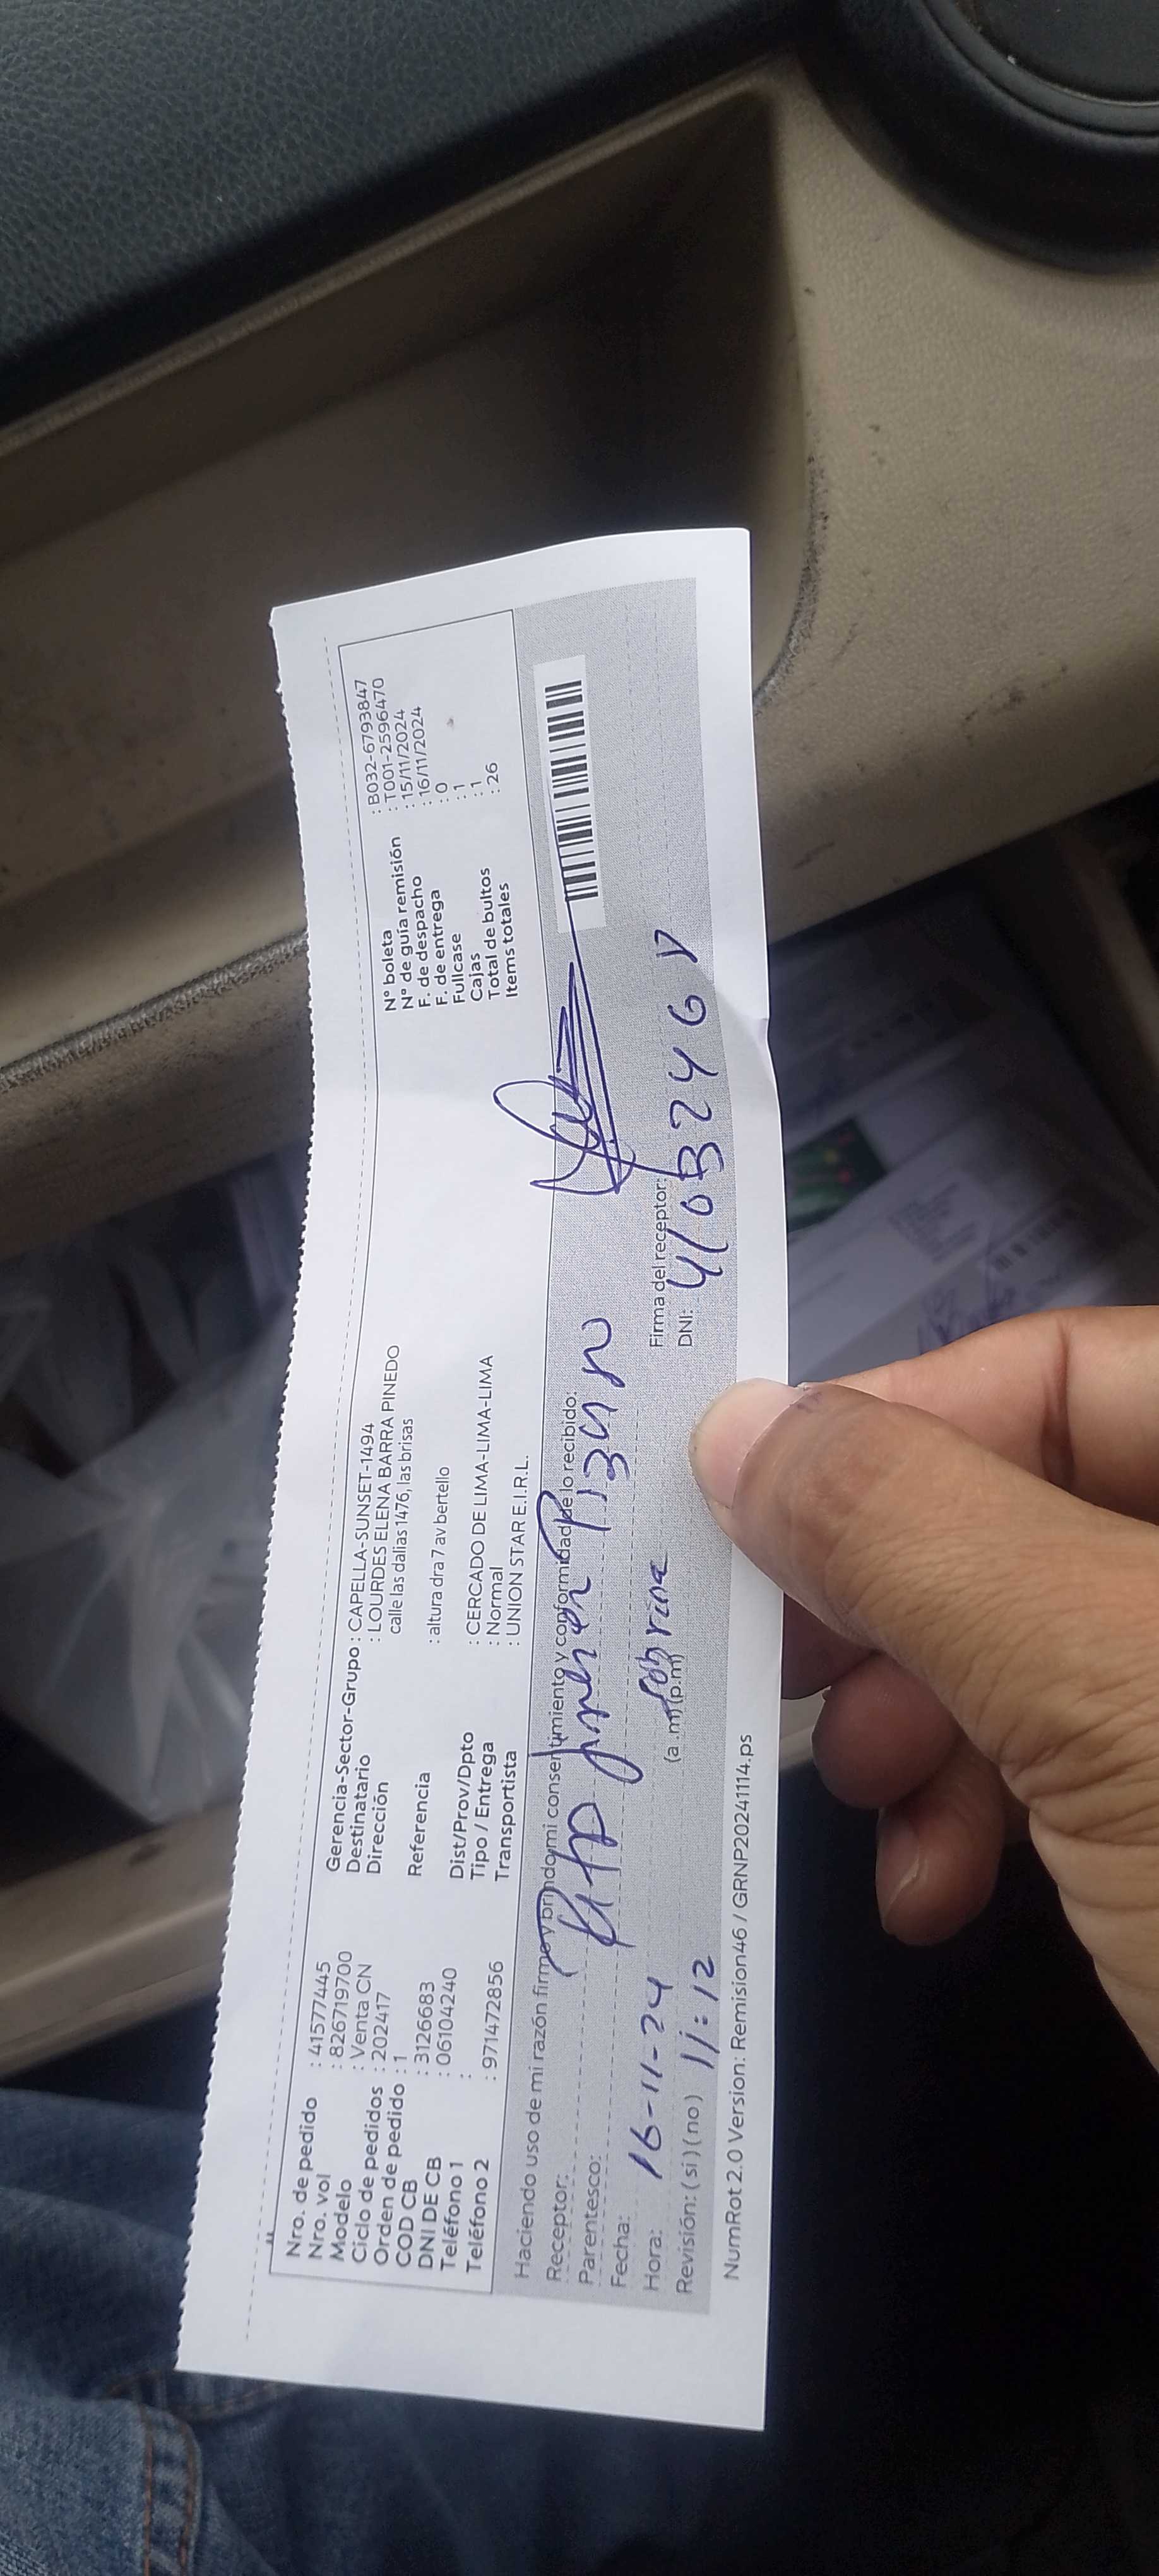 Nro. de pedido : 41577445
Nro. vol : 826719700
Modelo : Venta CN
Ciclo de pedidos : 202417
Orden de pedido : 1
COD CB : 3126683
DNI DE CB : 06104240
Teléfono 1 :
Teléfono 2 : 971472856
Gerencia-Sector-Grupo : CAPELLA-SUNSET-1494
Destinatario : LOURDES ELENA BARRA PINEDO
Dirección calle las dalias 1476, las brisas
Referencia : altura dra 7 av bertello
Dist/Prov/Dpto : CERCADO DE LIMA-LIMA-LIMA
Tipo / Entrega : Normal
Transportista : UNION STAR E.I.R.L.
N° boleta : B032-6793847
N° de guía remisión : T001-2596470
F. de despacho : 15/11/2024
F. de entrega : 16/11/2024
Fullcase : 0
Cajas : 1
Total de bultos : 1
Items totales : 26
Haciendo uso de mi razón firmo y brindo mi consentimiento y conformidad de lo recibido:
Receptor:
Parentesco: sobrina
Fecha: 16-11-24
Hora: 11:12 (a.m) (p.m)
Revisión: (si) (no)
Firma del receptor:
DNI:
NumRot 2.0 Version: Remision46 / GRNP20241114.ps